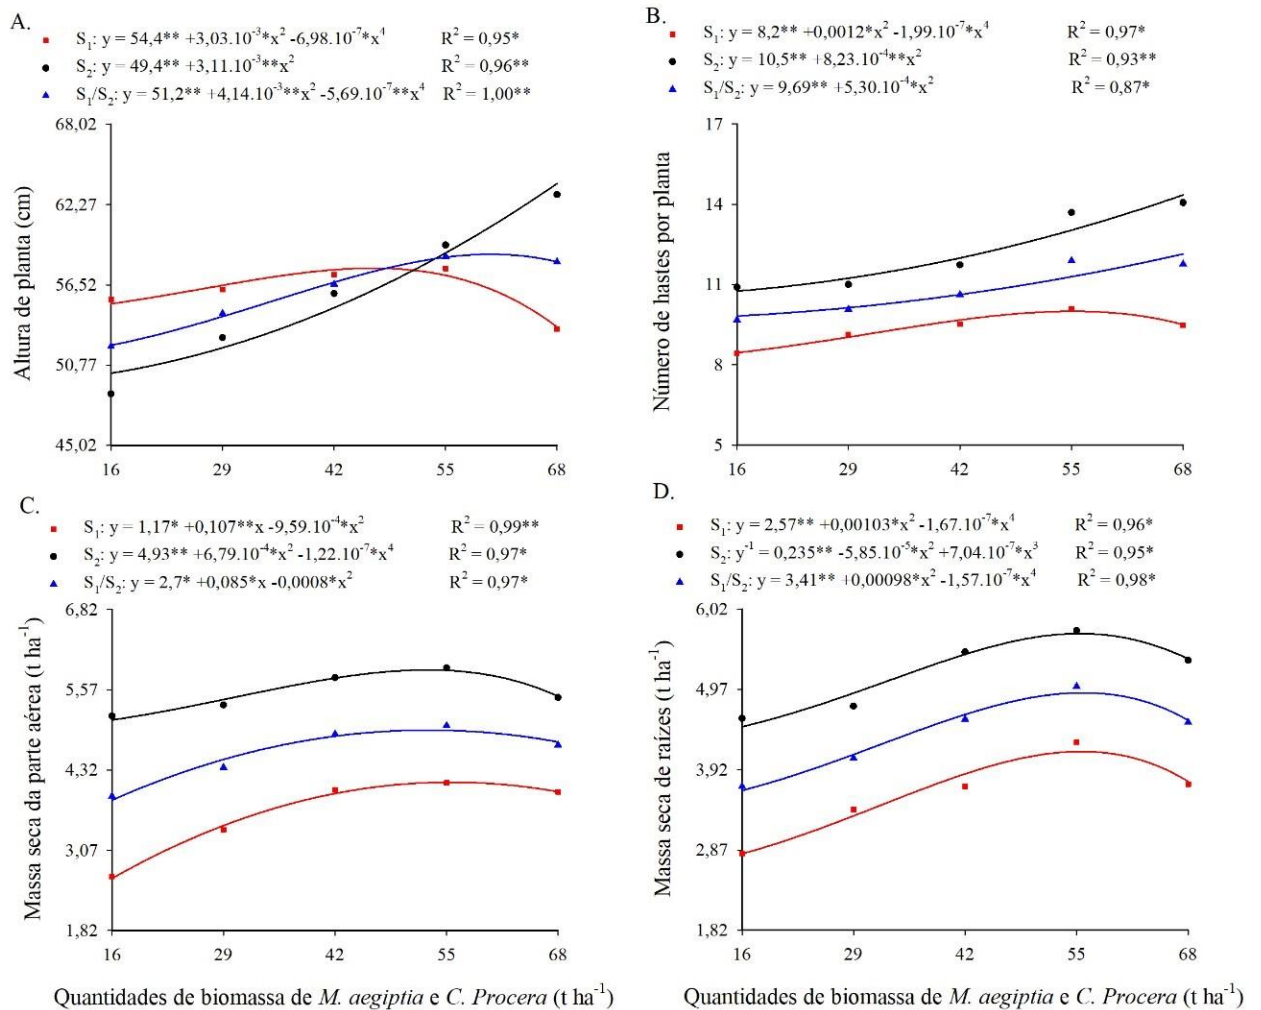 A.
S₁: y = 54,4** +3,03.10⁻³*x² -6,98.10⁻⁷*x⁴ R² = 0,95*
S₂: y = 49,4** +3,11.10⁻³**x² R² = 0,96**
S₁/S₂: y = 51,2** +4,14.10⁻³**x² -5,69.10⁻⁷**x⁴ R² = 1,00**
68,02
62,27
56,52
50,77
45,02
Altura de planta (cm)
16 29 42 55 68
B.
S₁: y = 8,2** +0,0012*x² -1,99.10⁻⁷*x⁴ R² = 0,97*
S₂: y = 10,5** +8,23.10⁻⁴**x² R² = 0,93**
S₁/S₂: y = 9,69** +5,30.10⁻⁴*x² R² = 0,87*
17
14
11
8
5
Número de hastes por planta
16 29 42 55 68
C.
S₁: y = 1,17* +0,107**x -9,59.10⁻⁴*x² R² = 0,99**
S₂: y = 4,93** +6,79.10⁻⁴*x² -1,22.10⁻⁷*x⁴ R² = 0,97*
S₁/S₂: y = 2,7* +0,085*x -0,0008*x² R² = 0,97*
6,82
5,57
4,32
3,07
1,82
Massa seca da parte aérea (t ha⁻¹)
16 29 42 55 68
Quantidades de biomassa de M. aegiptia e C. Procera (t ha⁻¹)
D.
S₁: y = 2,57** +0,00103*x² -1,67.10⁻⁷*x⁴ R² = 0,96*
S₂: y⁻¹ = 0,235** -5,85.10⁻⁵*x² +7,04.10⁻⁷*x³ R² = 0,95*
S₁/S₂: y = 3,41** +0,00098*x² -1,57.10⁻⁷*x⁴ R² = 0,98*
6,02
4,97
3,92
2,87
1,82
Massa seca de raízes (t ha⁻¹)
16 29 42 55 68
Quantidades de biomassa de M. aegiptia e C. Procera (t ha⁻¹)